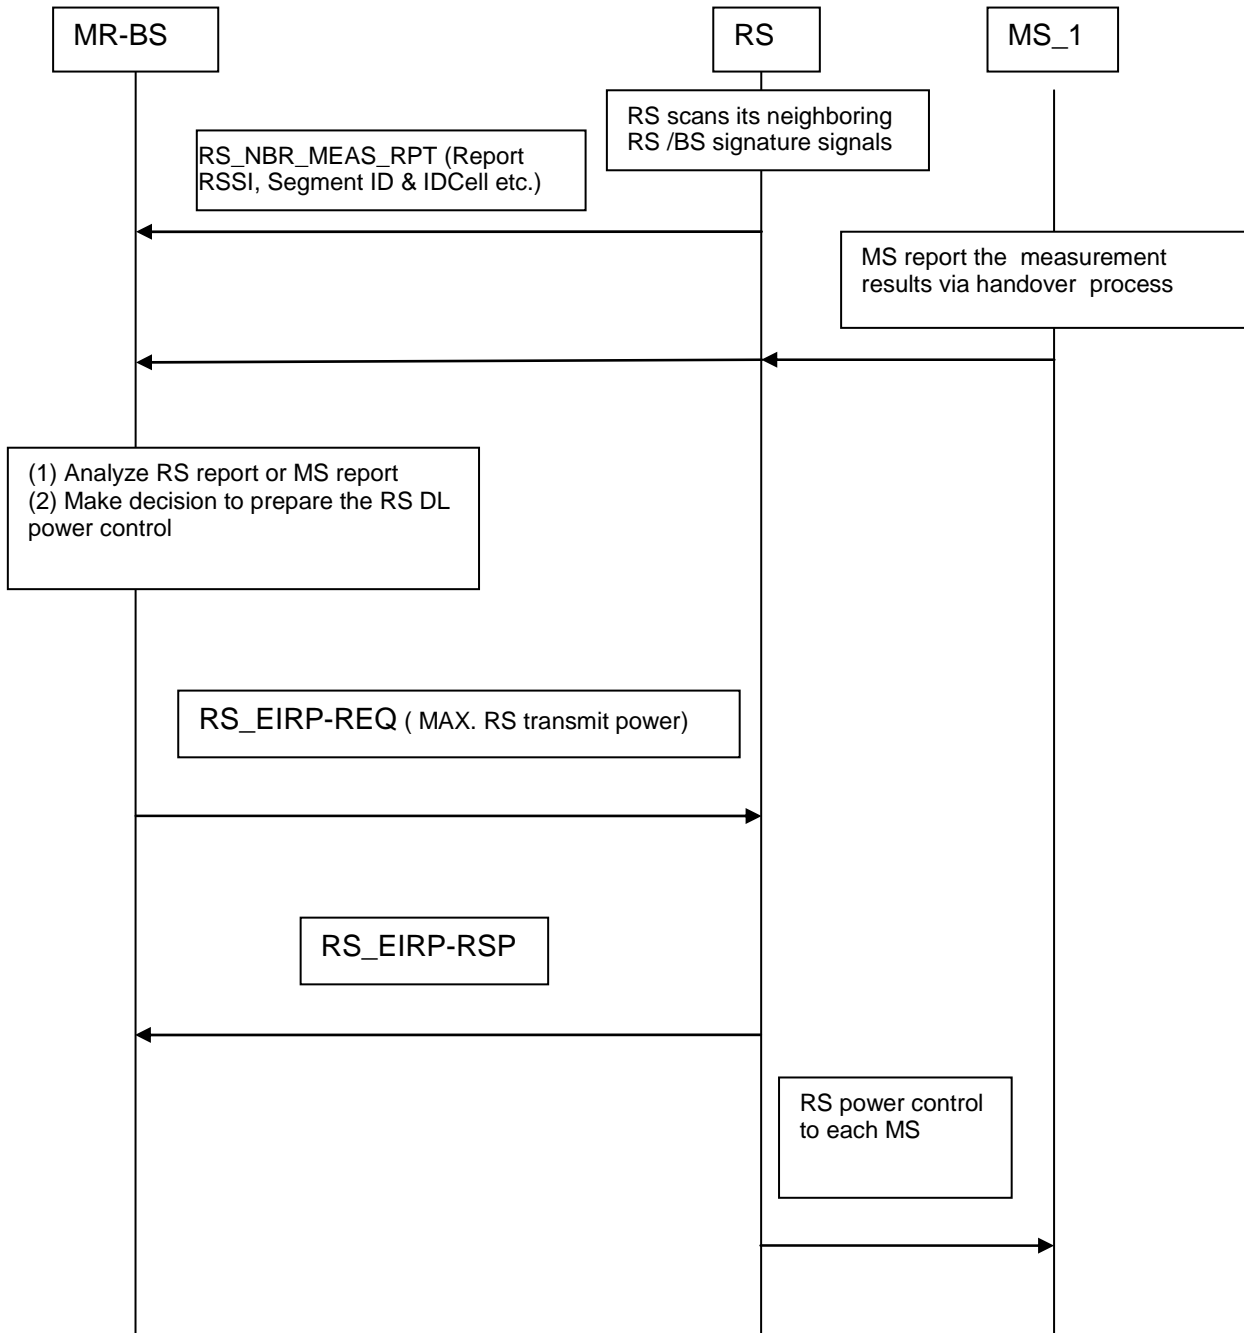 MR-BS
RS
MS_1
RS scans its neighboring
RS /BS signature signals
RS_NBR_MEAS_RPT (Report
RSSI, Segment ID & IDCell etc.)
MS report the measurement
results via handover process
(1) Analyze RS report or MS report
(2) Make decision to prepare the RS DL
power control
RS_EIRP-REQ ( MAX. RS transmit power)
RS_EIRP-RSP
RS power control
to each MS